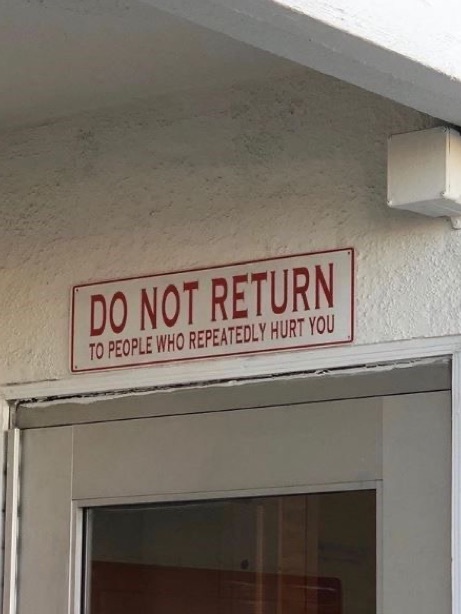 DO NOT RETURN
TO PEOPLE WHO REPEATEDLY HURT YOU